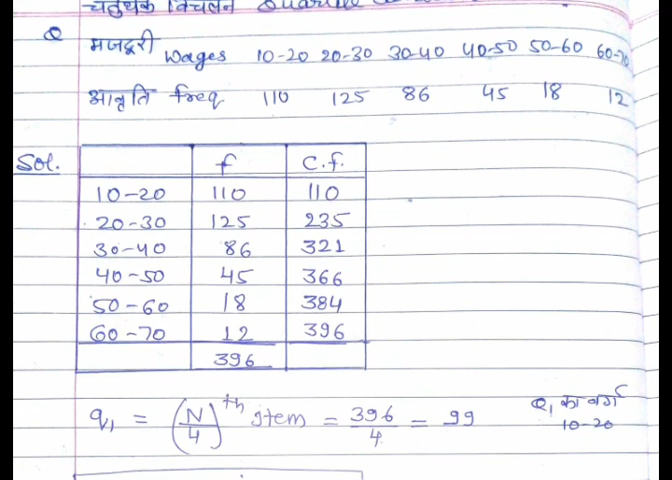 चतुर्थक विचलन
Q मजदूरी Wages 10-20 20-30 30-40 40-50 50-60 60-70
आवृति freq 110 125 86 45 18 12
Sol.
f c.f.
10-20 110 110
20-30 125 235
30-40 86 321
40-50 45 366
50-60 18 384
60-70 12 396
396
q₁ = (N/4)th item = 396/4 = 99 Q₁ का वर्ग
10-20